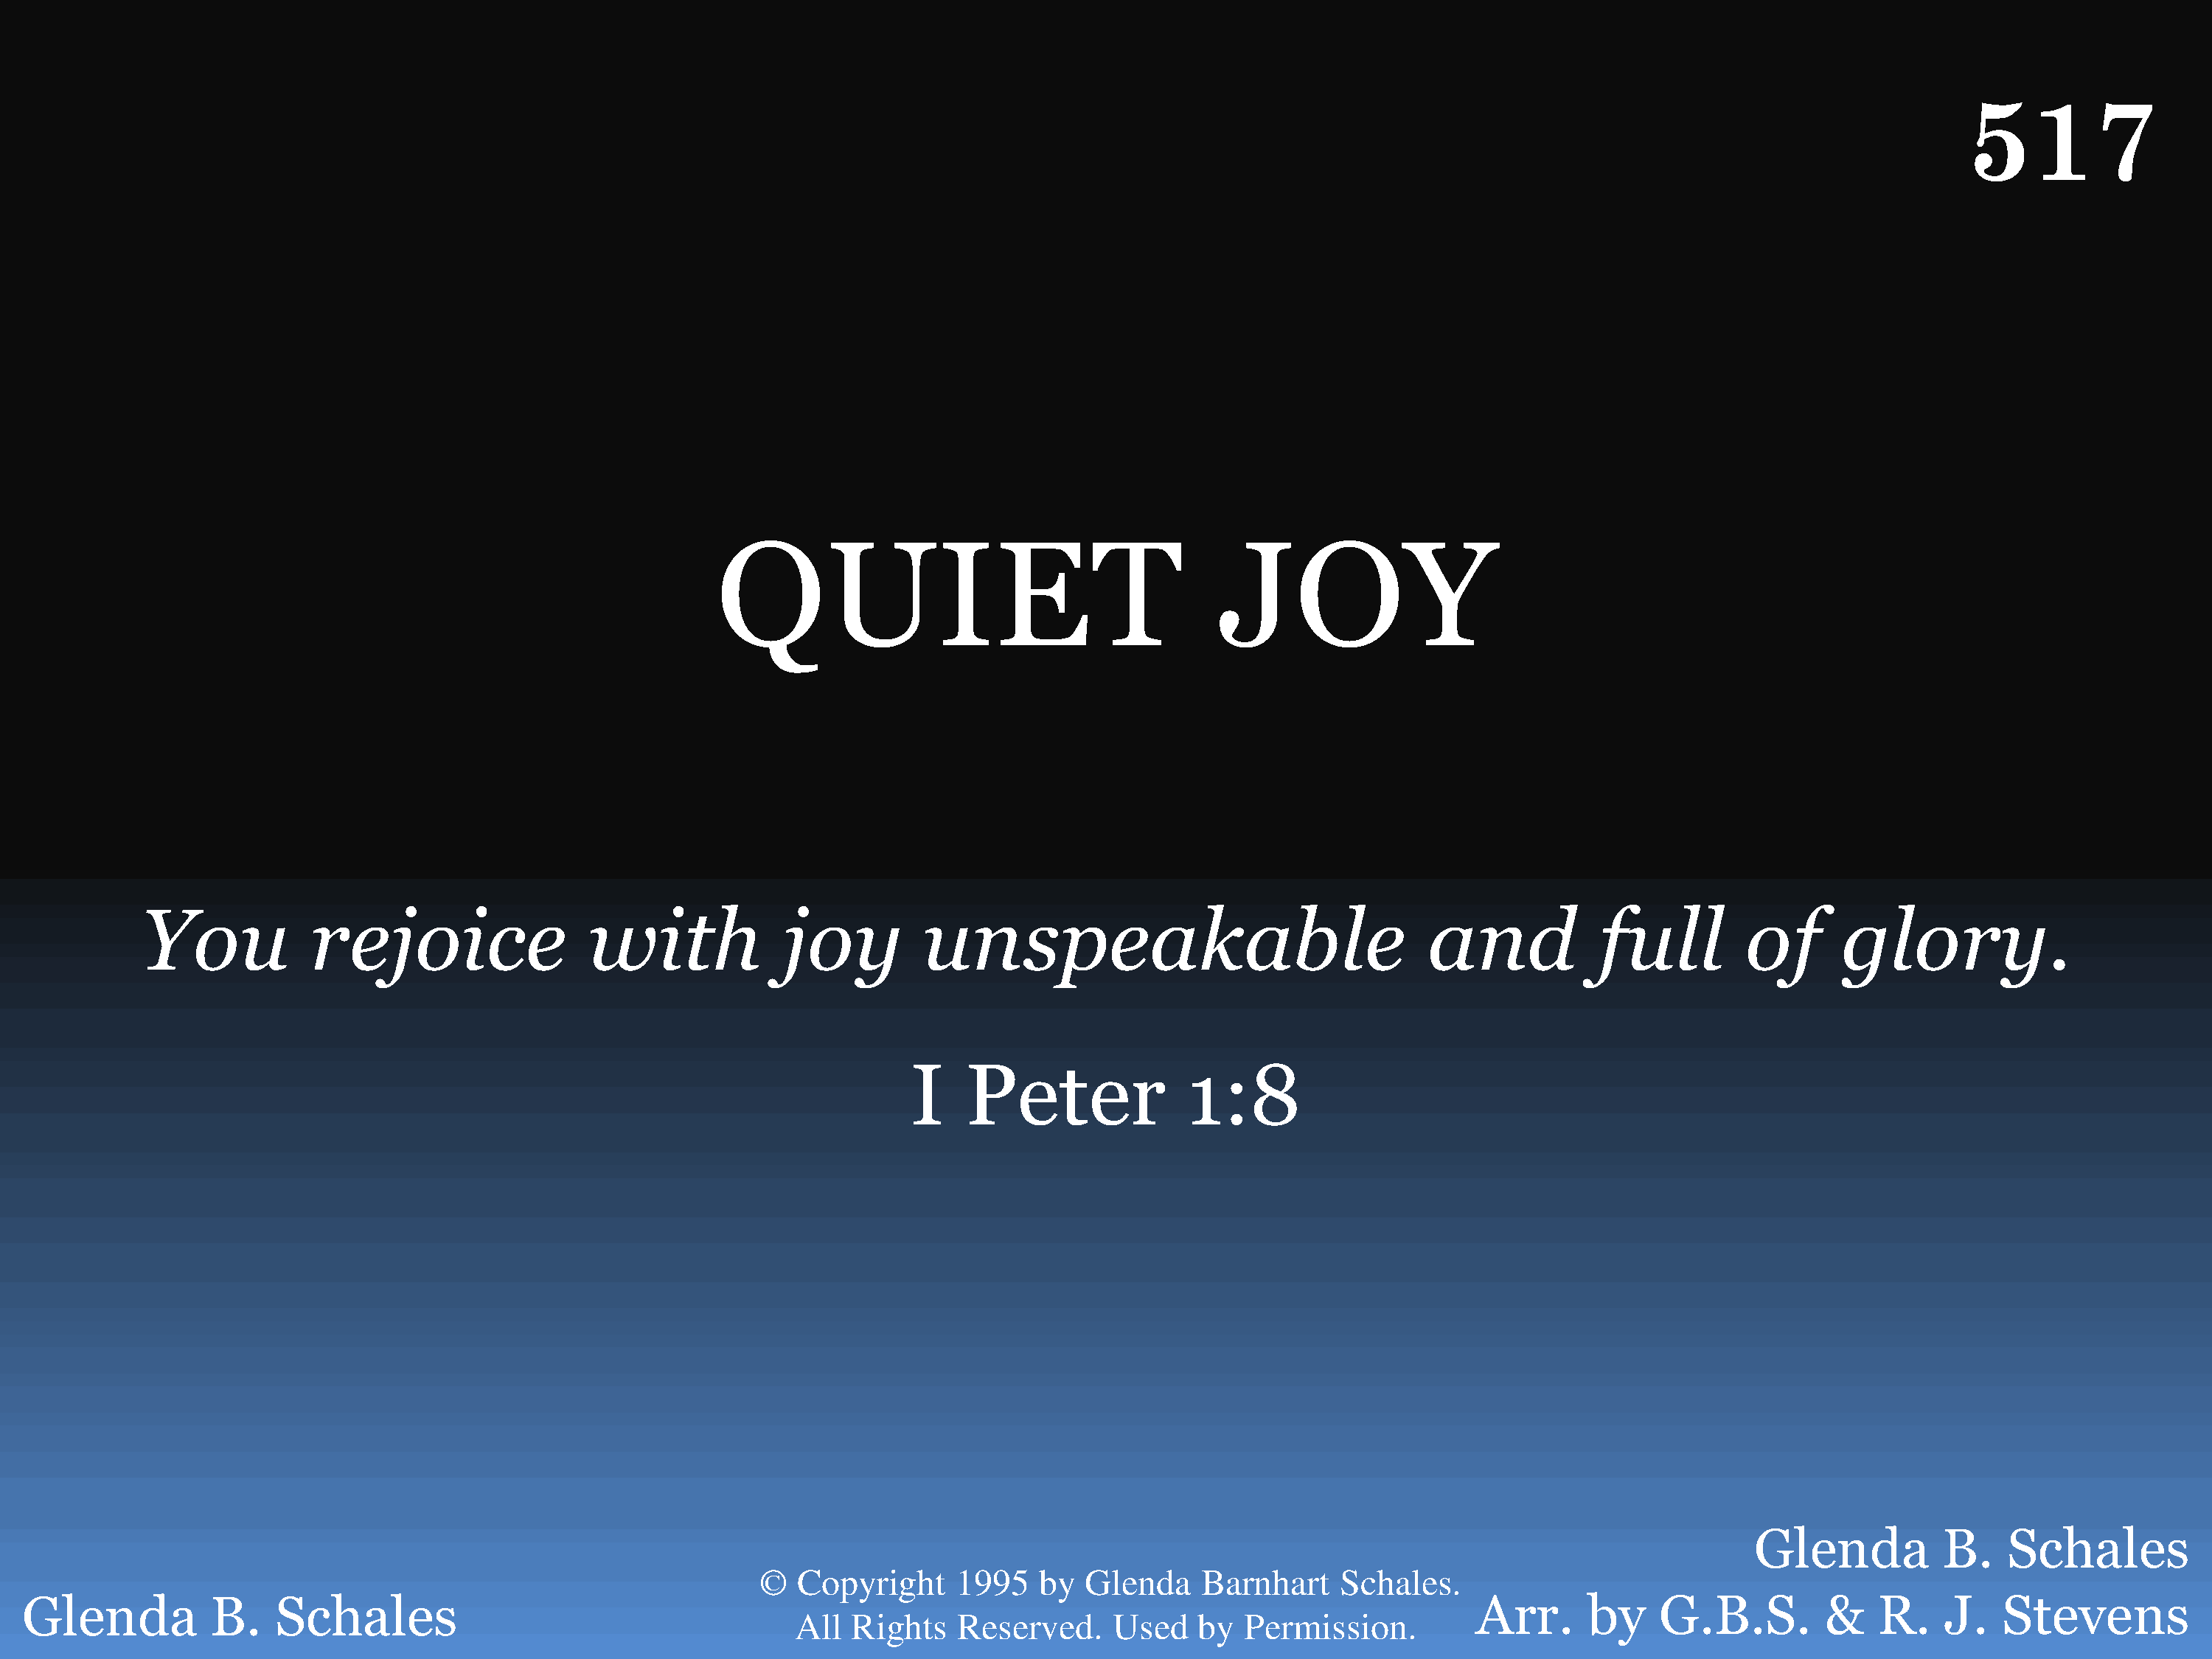 517
QUIET JOY
You rejoice with joy unspeakable and full of glory.
I Peter 1:8
Glenda B. Schales
© Copyright 1995 by Glenda Barnhart Schales.
All Rights Reserved. Used by Permission.
Glenda B. Schales
Arr. by G.B.S. & R. J. Stevens